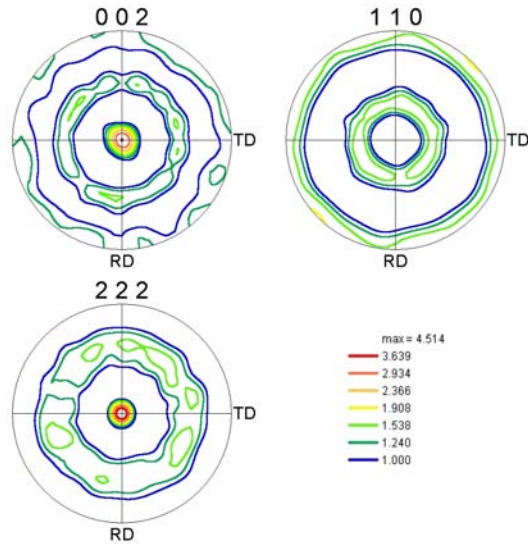 0 0 2
TD
RD
1 1 0
TD
RD
2 2 2
TD
RD
max = 4.514
3.639
2.934
2.366
1.908
1.538
1.240
1.000